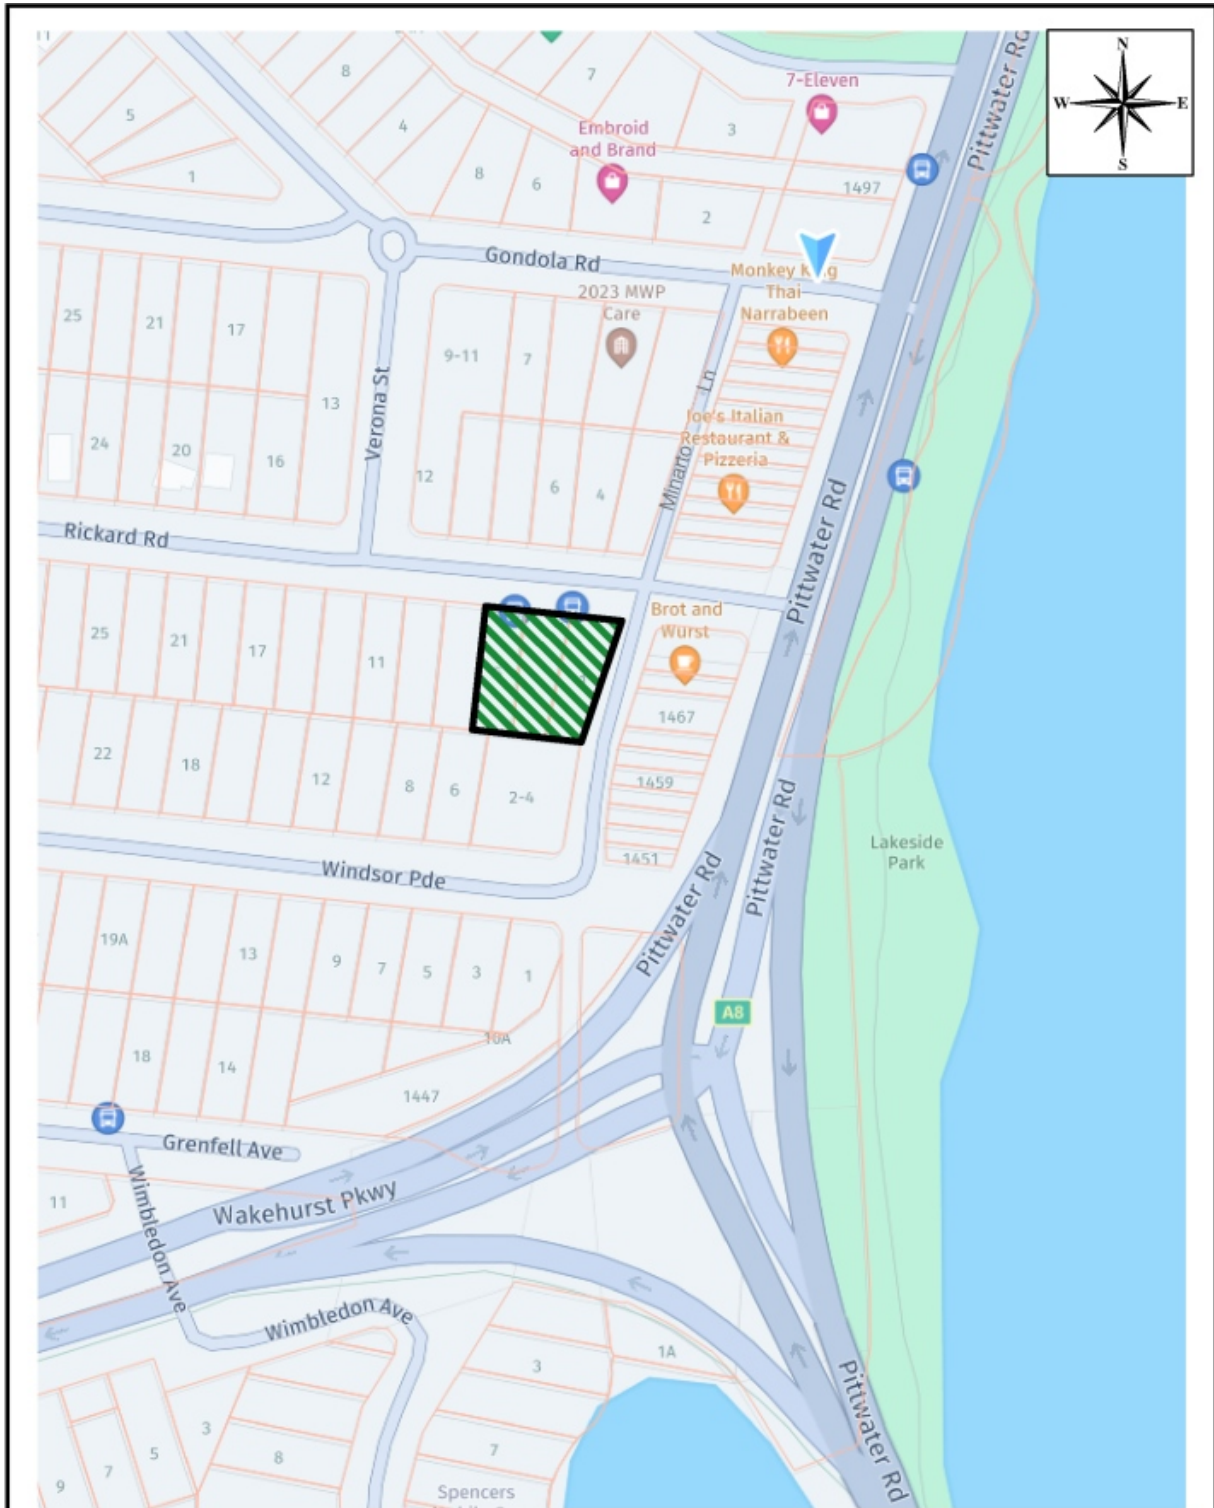 11
8
7
7-Eleven
Pittwater Rd
N
W
E
S
5
4
3
Embroid
and Brand
1
8
6
2
1497
Gondola Rd
Monkey King
Thai
Narrabeen
2023 MWP
Care
25
21
17
9-11
7
13
Verona St
Minarto Ln
Joe's Italian
Restaurant &
Pizzeria
24
20
16
12
6
4
Pittwater Rd
Rickard Rd
Brot and
Wurst
25
21
17
11
1
1467
22
18
12
8
6
2-4
1459
Pittwater Rd
Lakeside
Park
1451
Windsor Pde
Pittwater Rd
19A
13
9
7
5
3
1
A8
10A
18
14
1447
Grenfell Ave
11
Wimbledon Ave
Wakehurst Pkwy
Wimbledon Ave
3
1A
Pittwater Rd
3
5
7
9
8
7
Spencers